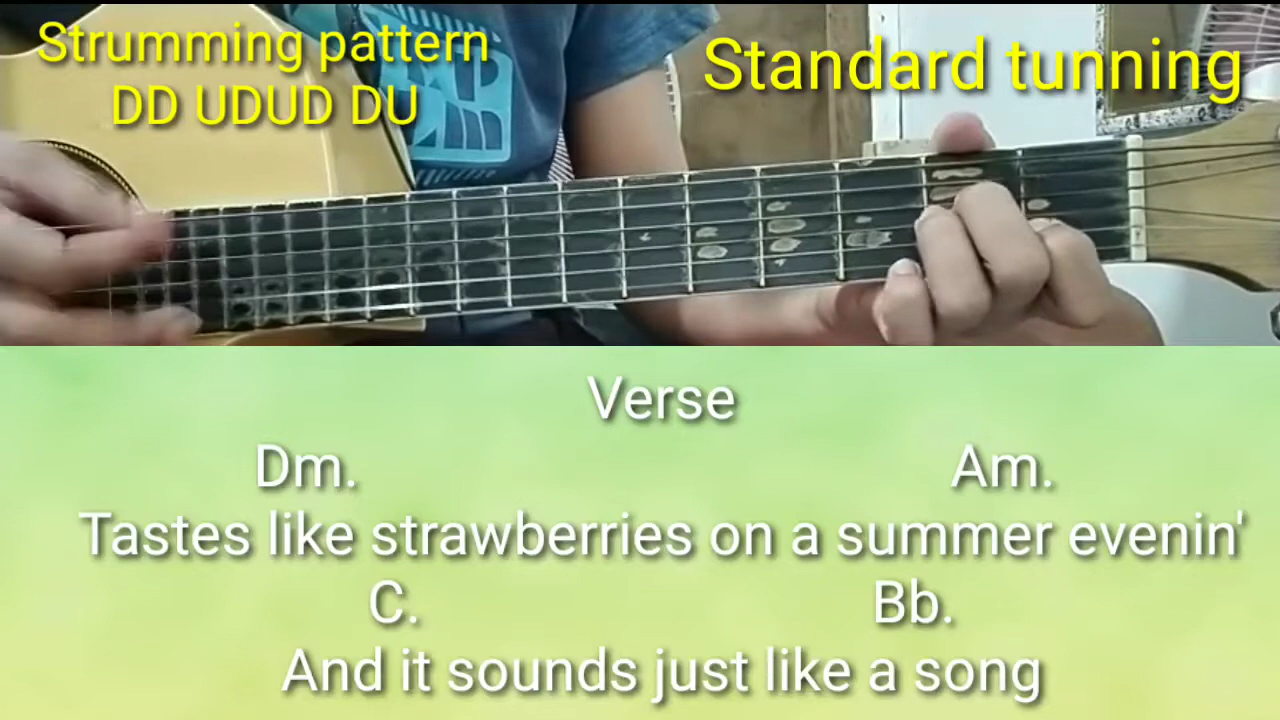 Strumming pattern
DD UDUD DU
Standard tunning
Verse
Dm. Am.
Tastes like strawberries on a summer evenin'
C. Bb.
And it sounds just like a song